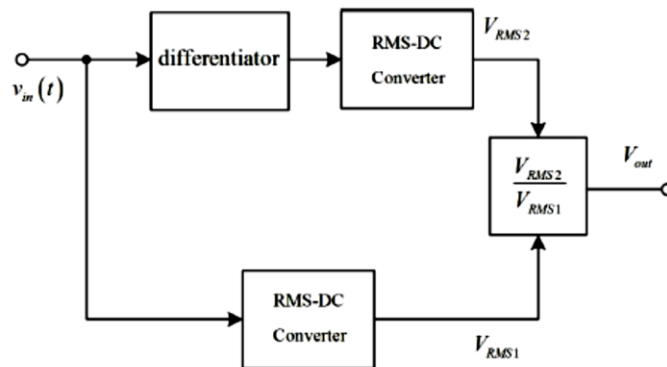 v_in(t)
differentiator
RMS-DC
Converter
V_RMS2
V_RMS2
V_RMS1
V_out
RMS-DC
Converter
V_RMS1